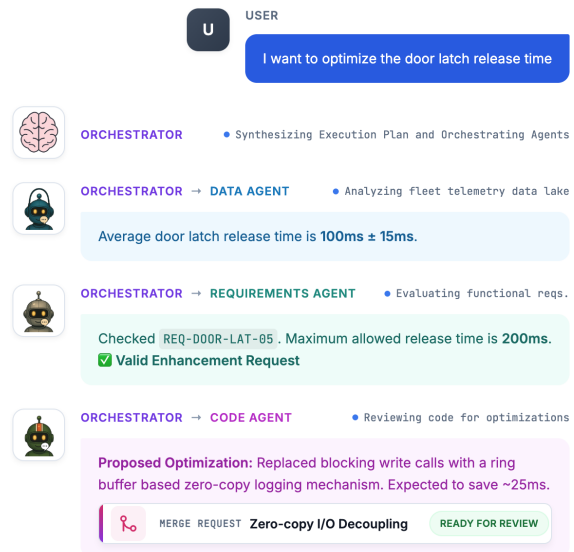 USER
U
I want to optimize the door latch release time
ORCHESTRATOR ● Synthesizing Execution Plan and Orchestrating Agents
ORCHESTRATOR → DATA AGENT ● Analyzing fleet telemetry data lake
Average door latch release time is 100ms ± 15ms.
ORCHESTRATOR → REQUIREMENTS AGENT ● Evaluating functional reqs.
Checked REQ-DOOR-LAT-05. Maximum allowed release time is 200ms.
✅ Valid Enhancement Request
ORCHESTRATOR → CODE AGENT ● Reviewing code for optimizations
Proposed Optimization: Replaced blocking write calls with a ring
buffer based zero-copy logging mechanism. Expected to save ~25ms.
MERGE REQUEST Zero-copy I/O Decoupling READY FOR REVIEW